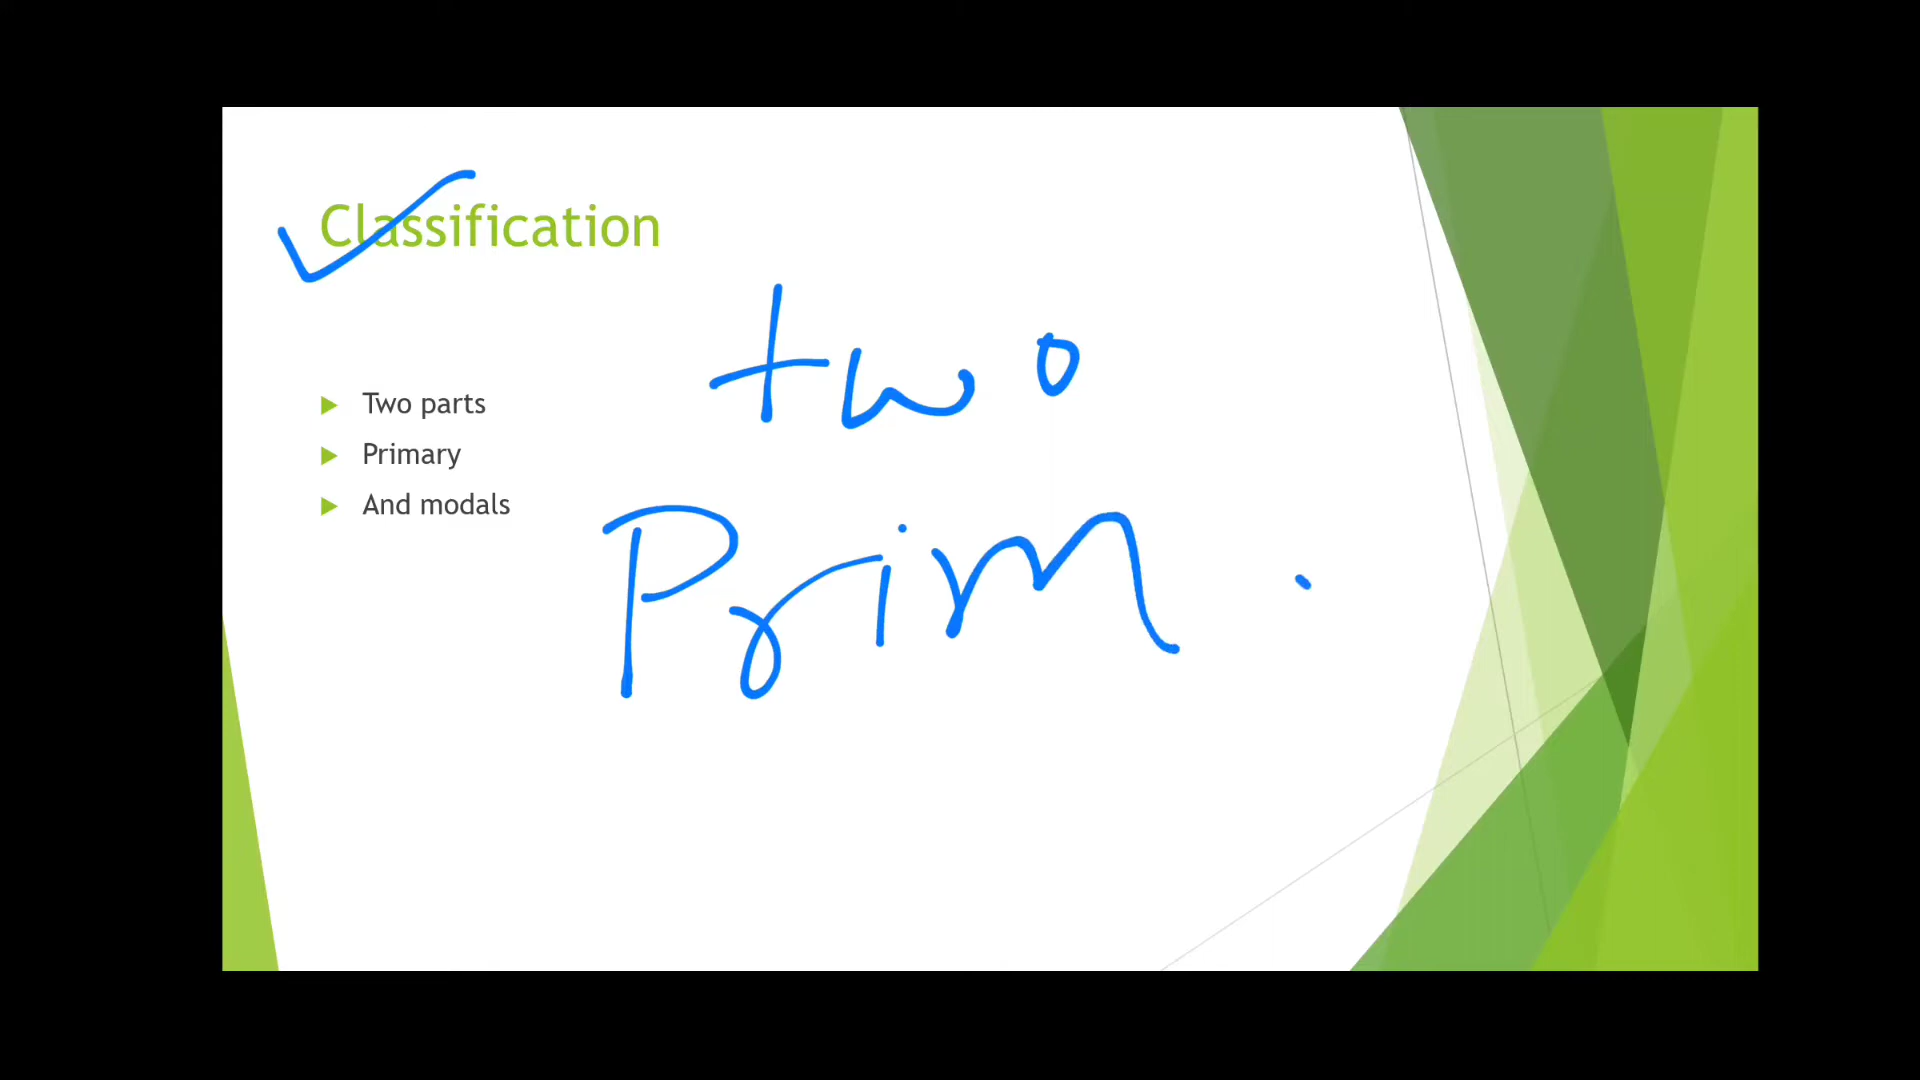 Classification
two
Two parts
Primary
And modals
Prim